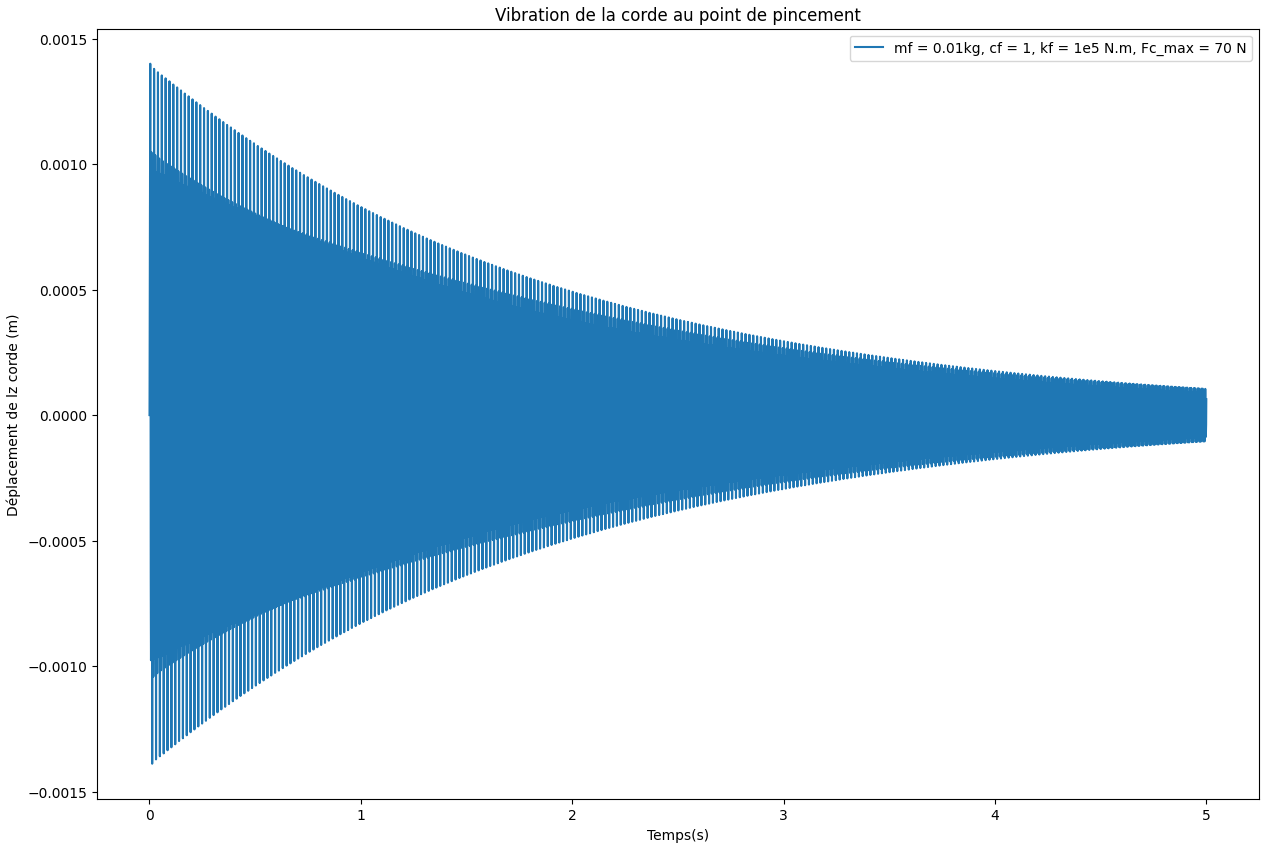 Vibration de la corde au point de pincement
mf = 0.01kg, cf = 1, kf = 1e5 N.m, Fc_max = 70 N
0.0015
0.0010
0.0005
0.0000
−0.0005
−0.0010
−0.0015
Déplacement de lz corde (m)
0 1 2 3 4 5
Temps(s)